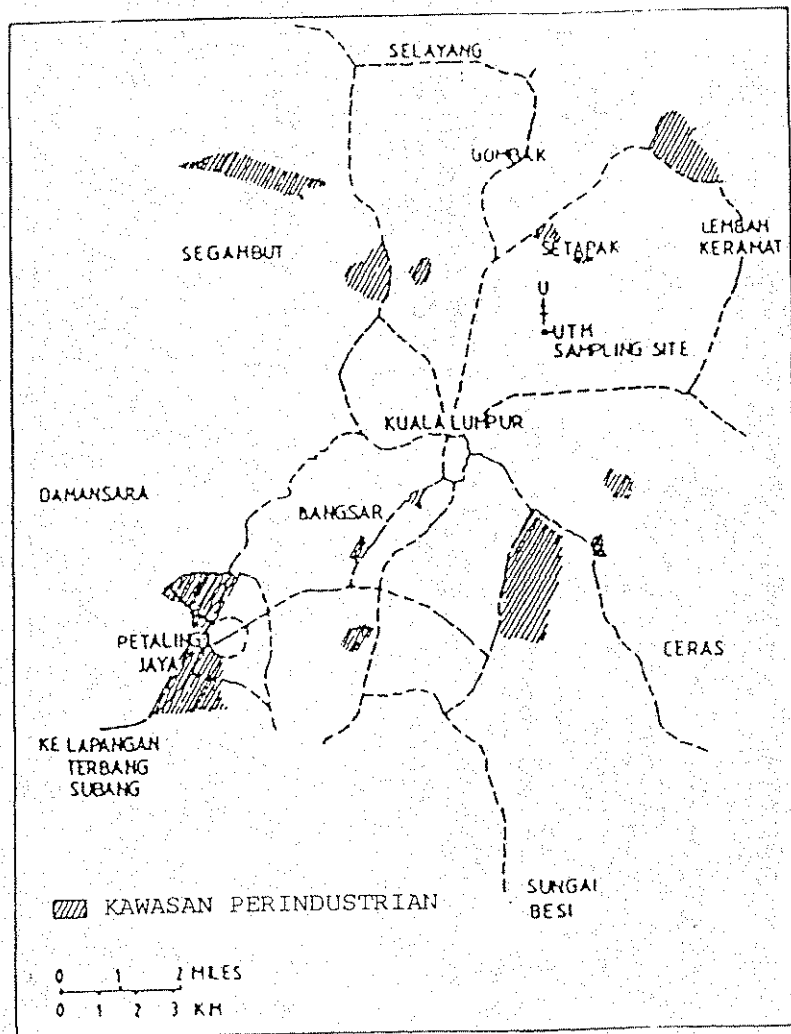 SELAYANG
GOMBAK
SEGAMBUT
SETAPAK
LEMBAH
KERAMAT
U
UTM
SAMPLING SITE
KUALA LUMPUR
DAMANSARA
BANGSAR
PETALING
JAYA
CERAS
KE LAPANGAN
TERBANG
SUBANG
SUNGAI
BESI
KAWASAN PERINDUSTRIAN
0 1 2 MILES
0 1 2 3 KM